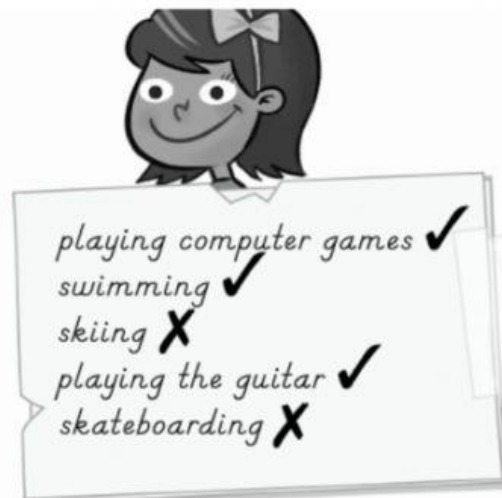 playing computer games ✓
swimming ✓
skiing ✗
playing the guitar ✓
skateboarding ✗